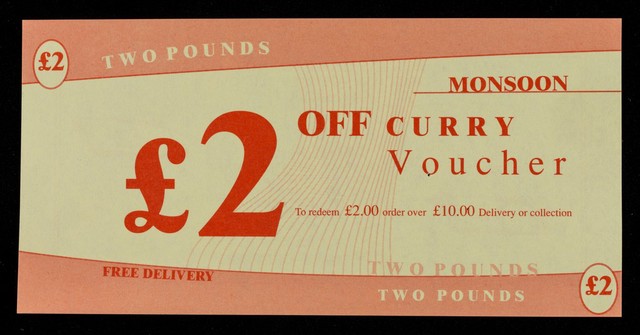 £2 TWO POUNDS
MONSOON
£2 OFF CURRY
Voucher
To redeem £2.00 order over £10.00 Delivery or collection
FREE DELIVERY
TWO POUNDS
TWO POUNDS
£2